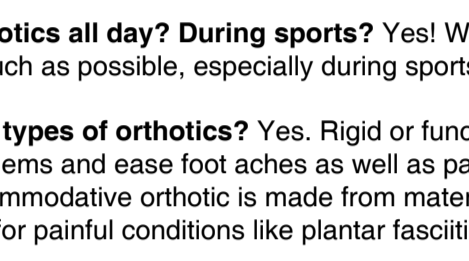 otics all day? During sports? Yes! W
uch as possible, especially during sports
types of orthotics? Yes. Rigid or func
ems and ease foot aches as well as pa
mmodative orthotic is made from mater
for painful conditions like plantar fasciiti